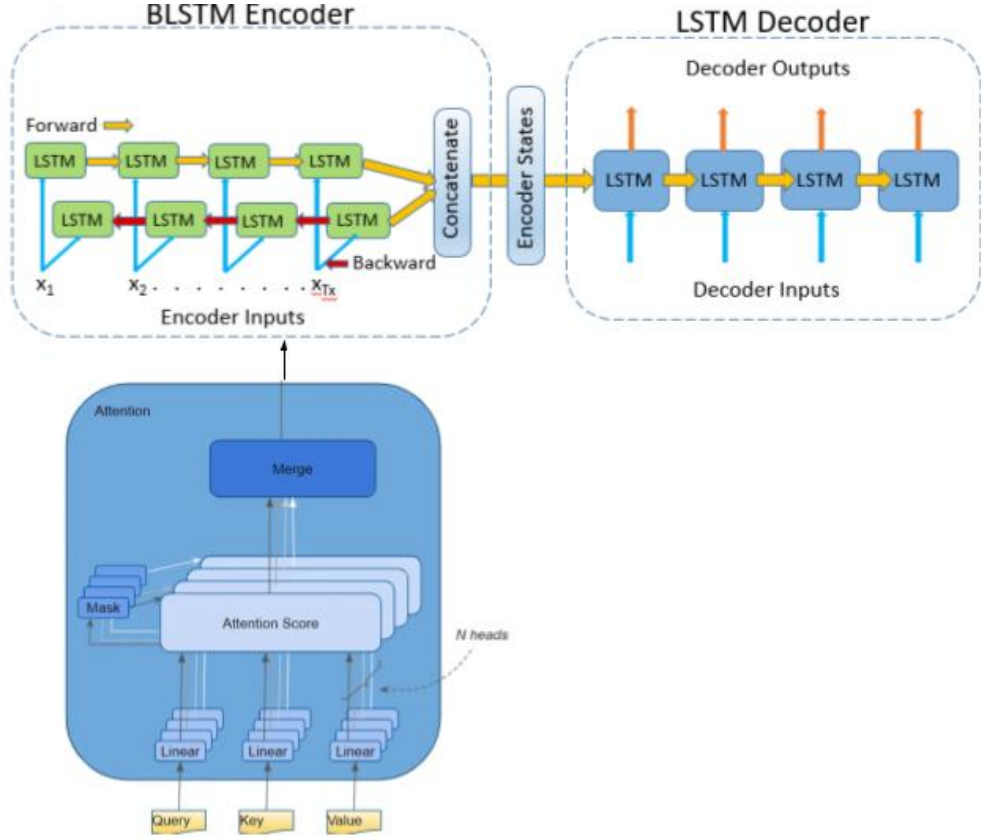 BLSTM Encoder
LSTM Decoder
Decoder Outputs
Forward
LSTM LSTM LSTM LSTM
LSTM LSTM LSTM LSTM
Concatenate
Encoder States
LSTM LSTM LSTM LSTM
Backward
x1 x2 . . . . . . . . . . xTx
Encoder Inputs
Decoder Inputs
Attention
Merge
Mask
Attention Score
N heads
Linear Linear Linear
Query Key Value